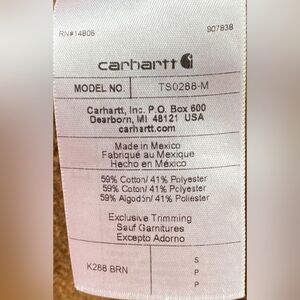 RN#14806 907838
carhartt
MODEL NO. TS0288-M
Carhartt, Inc. P.O. Box 600
Dearborn, MI 48121 USA
carhartt.com
Made in Mexico
Fabriqué au Mexique
Hecho en México
59% Cotton/ 41% Polyester
59% Coton/ 41% Polyester
59% Algodón/ 41% Poliester
Exclusive Trimming
Sauf Garnitures
Excepto Adorno
K288 BRN S
P
P